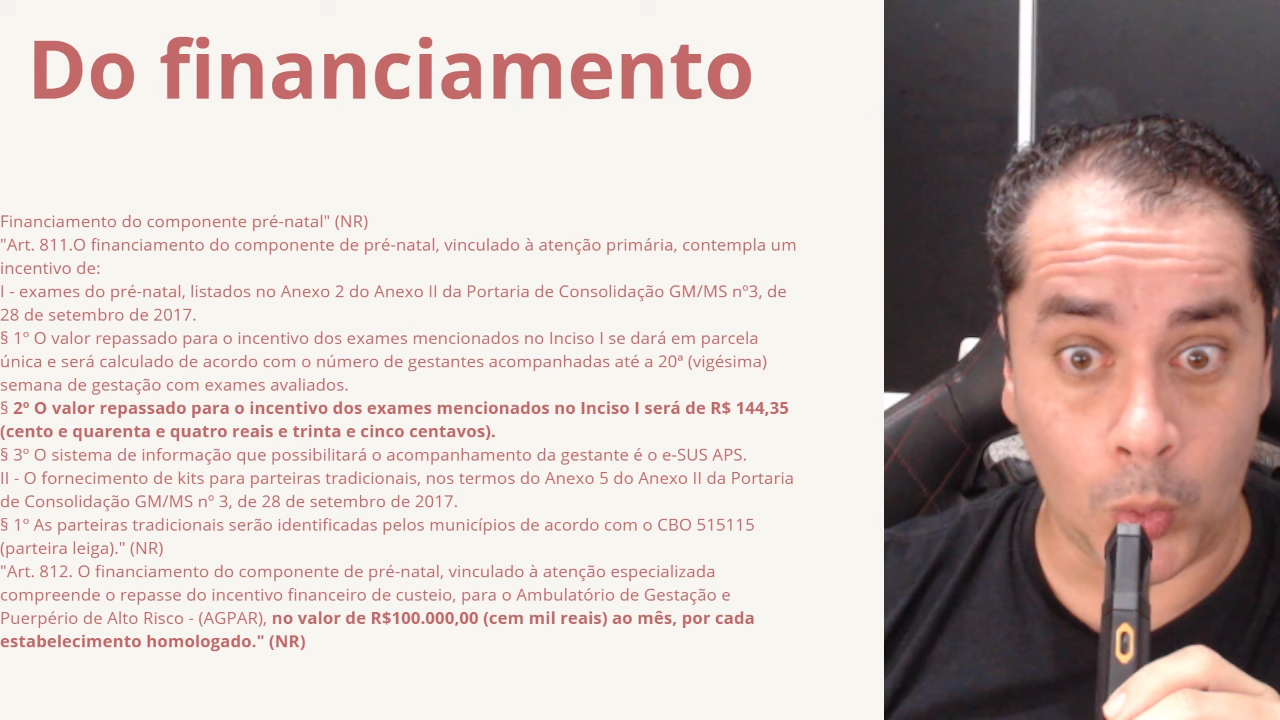 Do financiamento
Financiamento do componente pré-natal" (NR)
"Art. 811.O financiamento do componente de pré-natal, vinculado à atenção primária, contempla um
incentivo de:
I - exames do pré-natal, listados no Anexo 2 do Anexo II da Portaria de Consolidação GM/MS nº3, de
28 de setembro de 2017.
§ 1º O valor repassado para o incentivo dos exames mencionados no Inciso I se dará em parcela
única e será calculado de acordo com o número de gestantes acompanhadas até a 20ª (vigésima)
semana de gestação com exames avaliados.
§ 2º O valor repassado para o incentivo dos exames mencionados no Inciso I será de R$ 144,35
(cento e quarenta e quatro reais e trinta e cinco centavos).
§ 3º O sistema de informação que possibilitará o acompanhamento da gestante é o e-SUS APS.
II - O fornecimento de kits para parteiras tradicionais, nos termos do Anexo 5 do Anexo II da Portaria
de Consolidação GM/MS nº 3, de 28 de setembro de 2017.
§ 1º As parteiras tradicionais serão identificadas pelos municípios de acordo com o CBO 515115
(parteira leiga)." (NR)
"Art. 812. O financiamento do componente de pré-natal, vinculado à atenção especializada
compreende o repasse do incentivo financeiro de custeio, para o Ambulatório de Gestação e
Puerpério de Alto Risco - (AGPAR), no valor de R$100.000,00 (cem mil reais) ao mês, por cada
estabelecimento homologado." (NR)